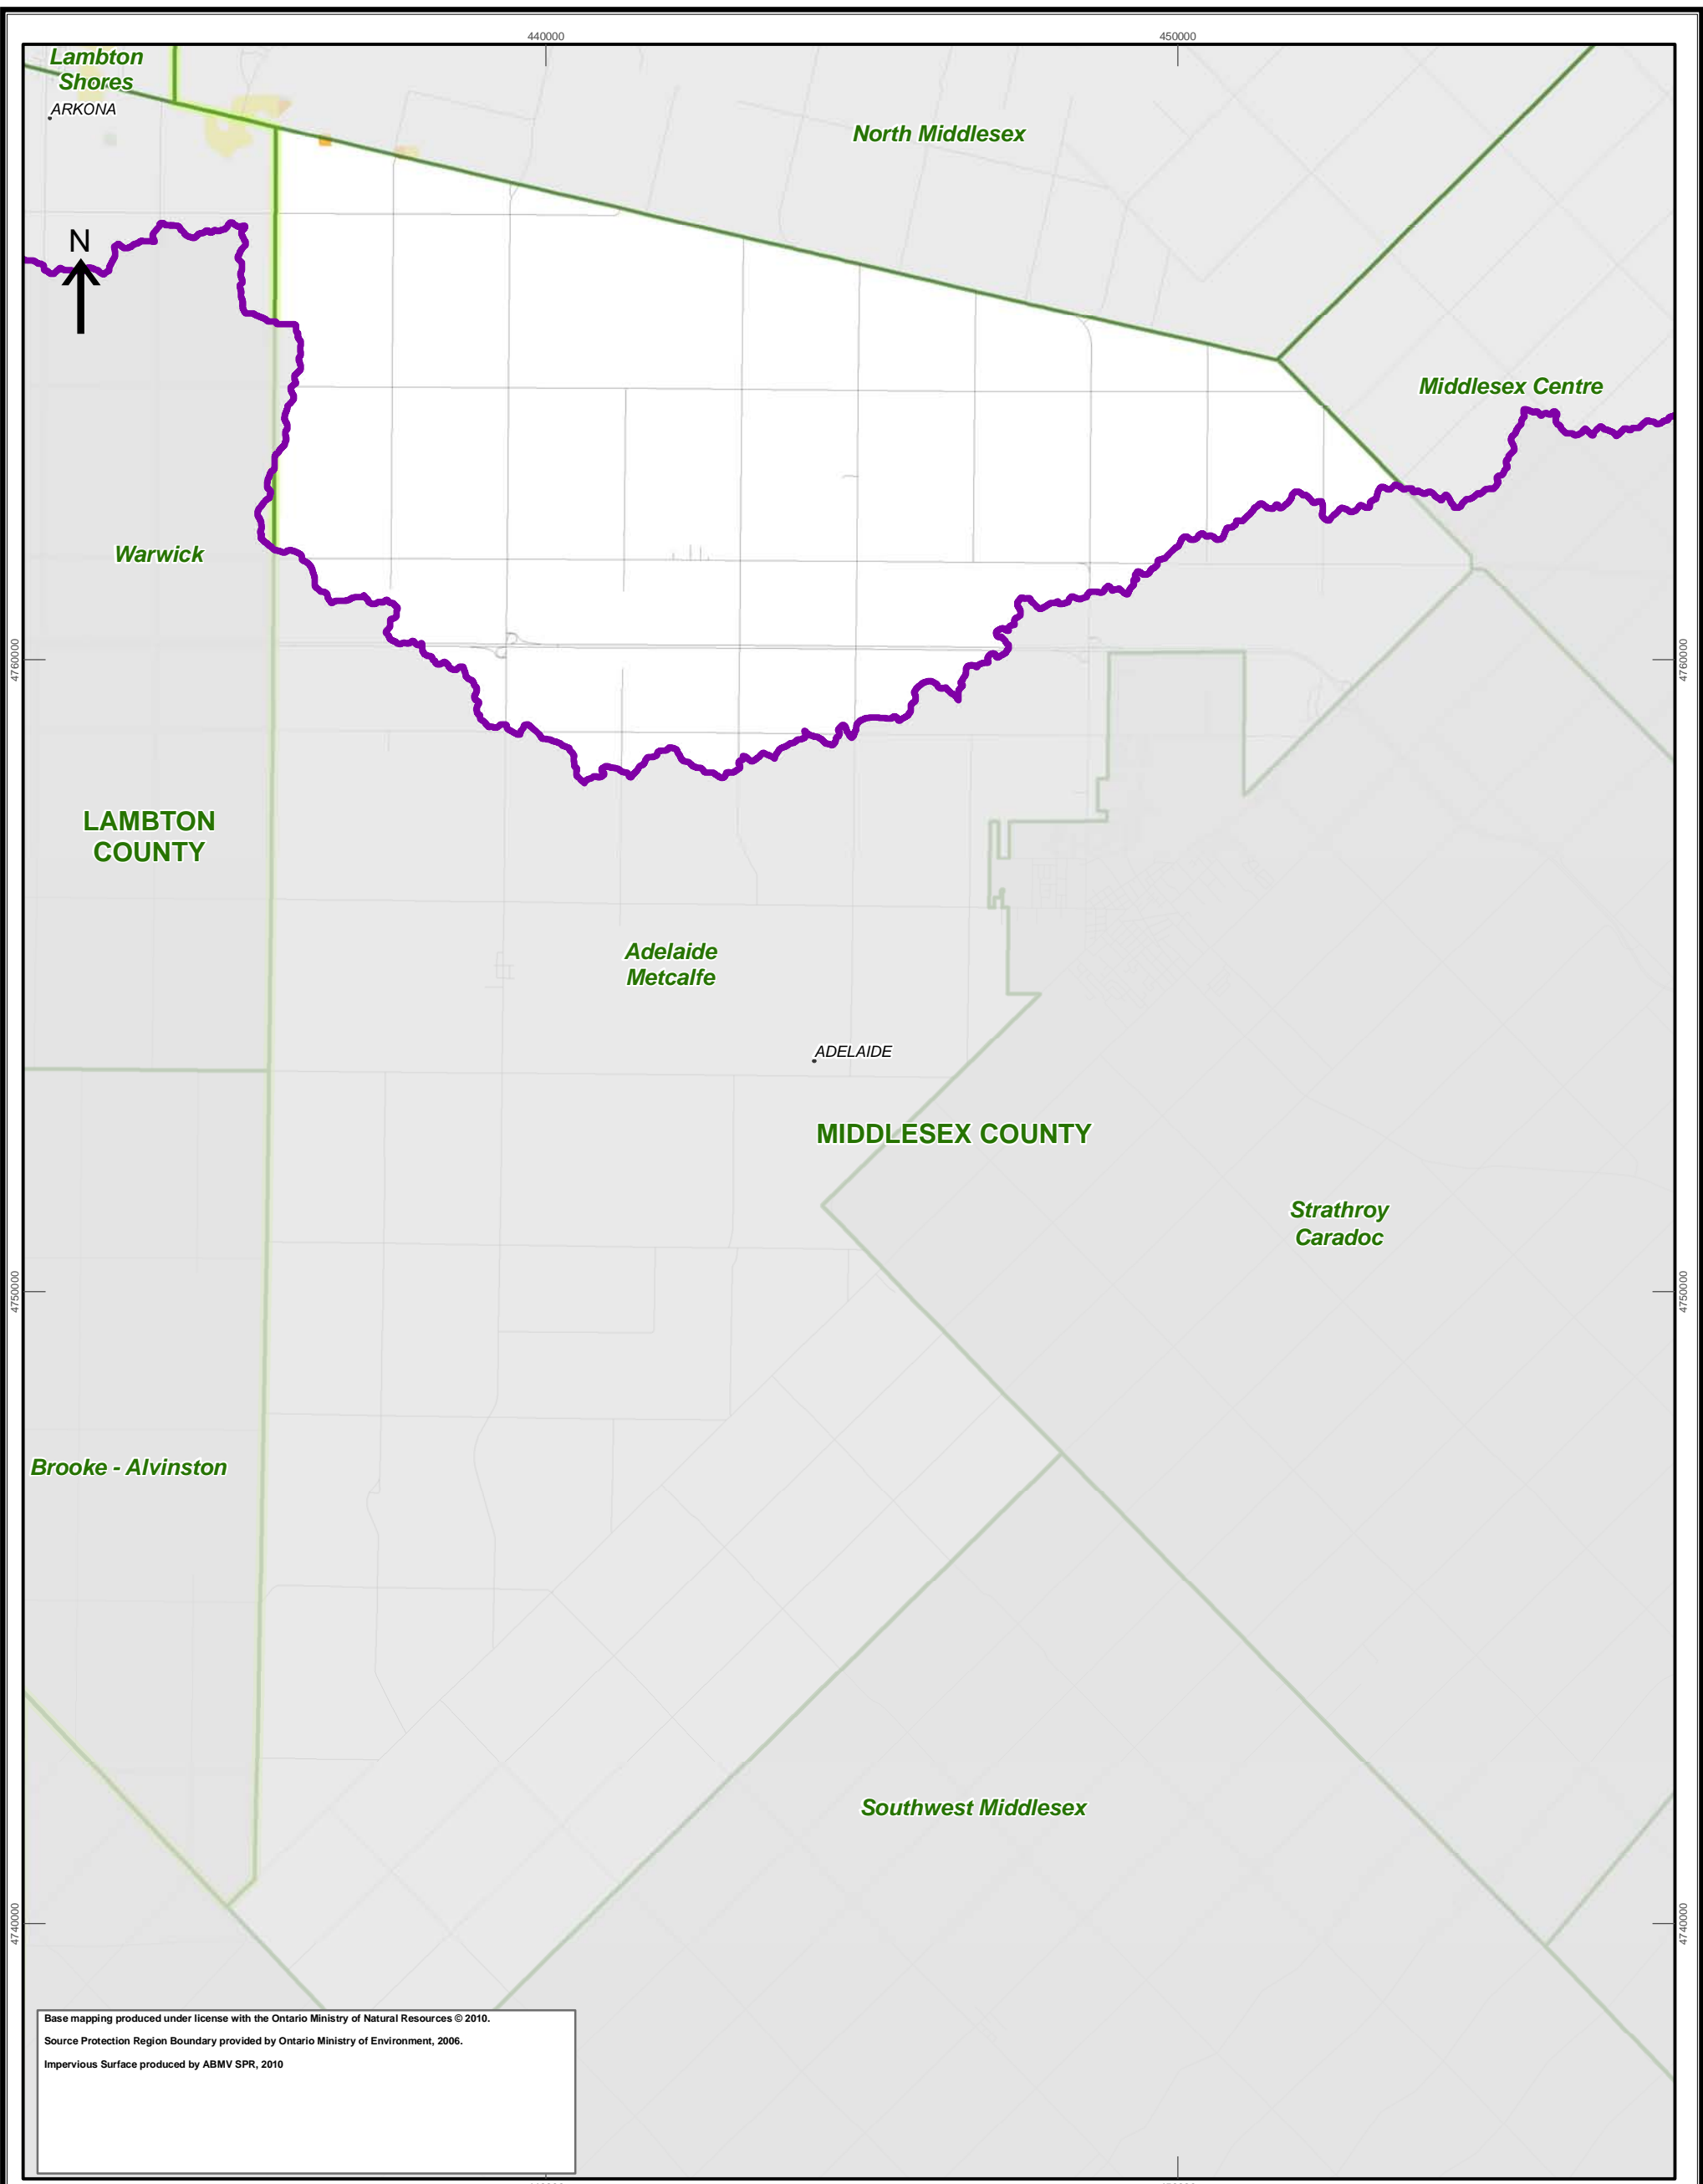 440000
450000
Lambton
Shores
ARKONA
North Middlesex
N
Middlesex Centre
Warwick
4760000
4760000
LAMBTON
COUNTY
Adelaide
Metcalfe
ADELAIDE
MIDDLESEX COUNTY
Strathroy
Caradoc
4750000
4750000
Brooke - Alvinston
Southwest Middlesex
4740000
4740000
Base mapping produced under license with the Ontario Ministry of Natural Resources © 2010.
Source Protection Region Boundary provided by Ontario Ministry of Environment, 2006.
Impervious Surface produced by ABMV SPR, 2010